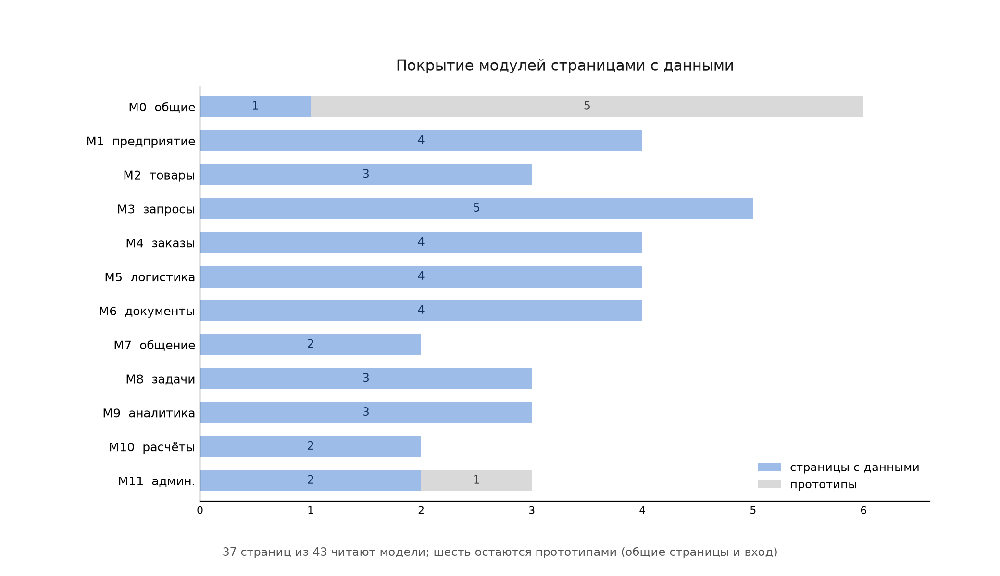 Покрытие модулей страницами с данными
M0 общие 1 5
M1 предприятие 4
M2 товары 3
M3 запросы 5
M4 заказы 4
M5 логистика 4
M6 документы 4
M7 общение 2
M8 задачи 3
M9 аналитика 3
M10 расчёты 2
M11 админ. 2 1
страницы с данными
прототипы
0 1 2 3 4 5 6
37 страниц из 43 читают модели; шесть остаются прототипами (общие страницы и вход)